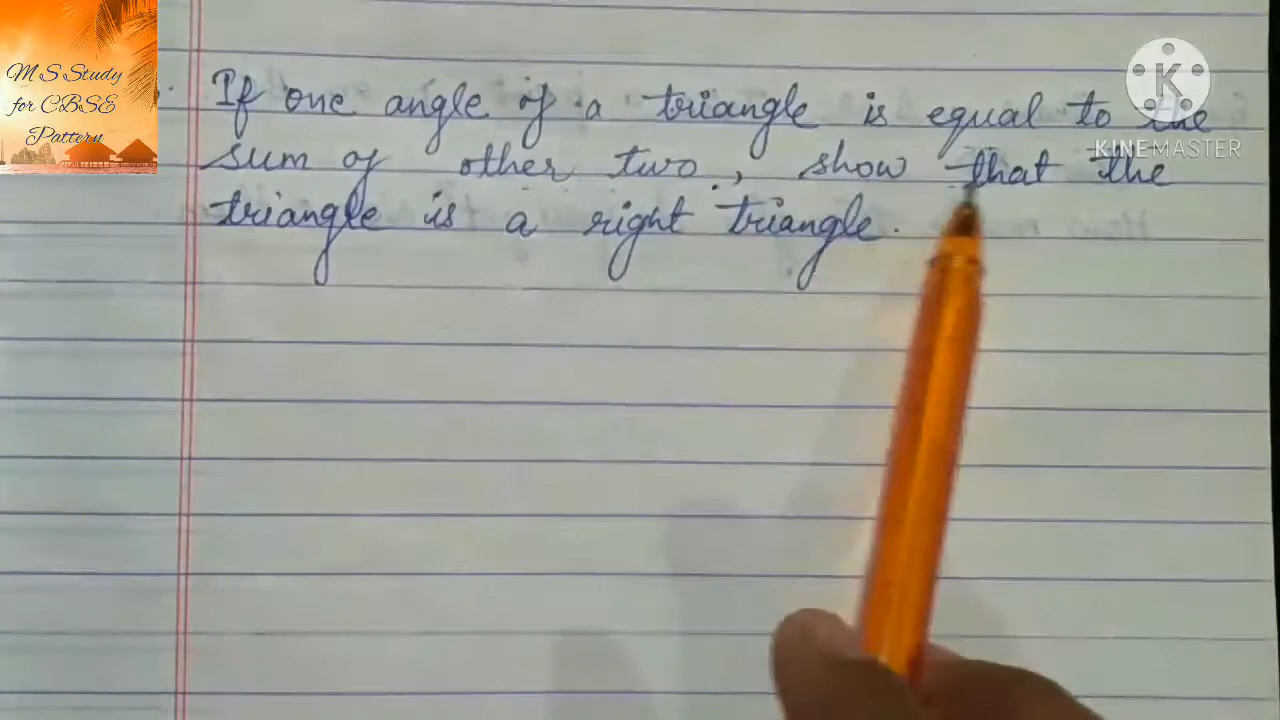 M S Study
for CBSE
Pattern
KINEMASTER
If one angle of a triangle is equal to the
sum of other two, show that the
triangle is a right triangle.